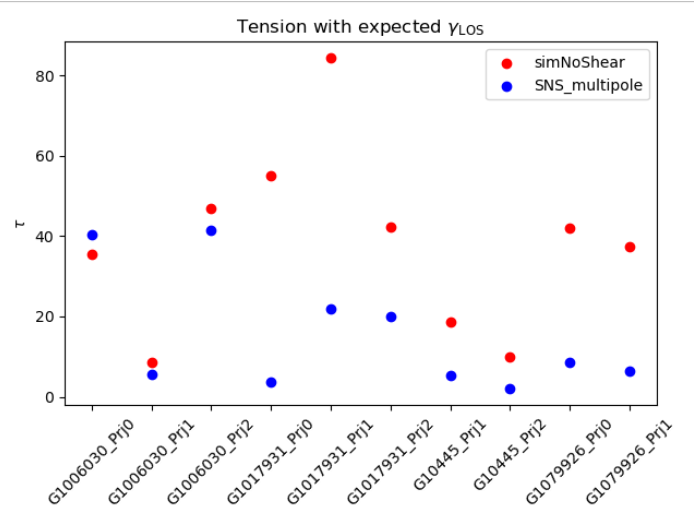 Tension with expected γLOS
simNoShear
SNS_multipole
τ
80
60
40
20
0
G1006030_Prj0
G1006030_Prj1
G1006030_Prj2
G1017931_Prj0
G1017931_Prj1
G1017931_Prj2
G10445_Prj1
G10445_Prj2
G1079926_Prj0
G1079926_Prj1